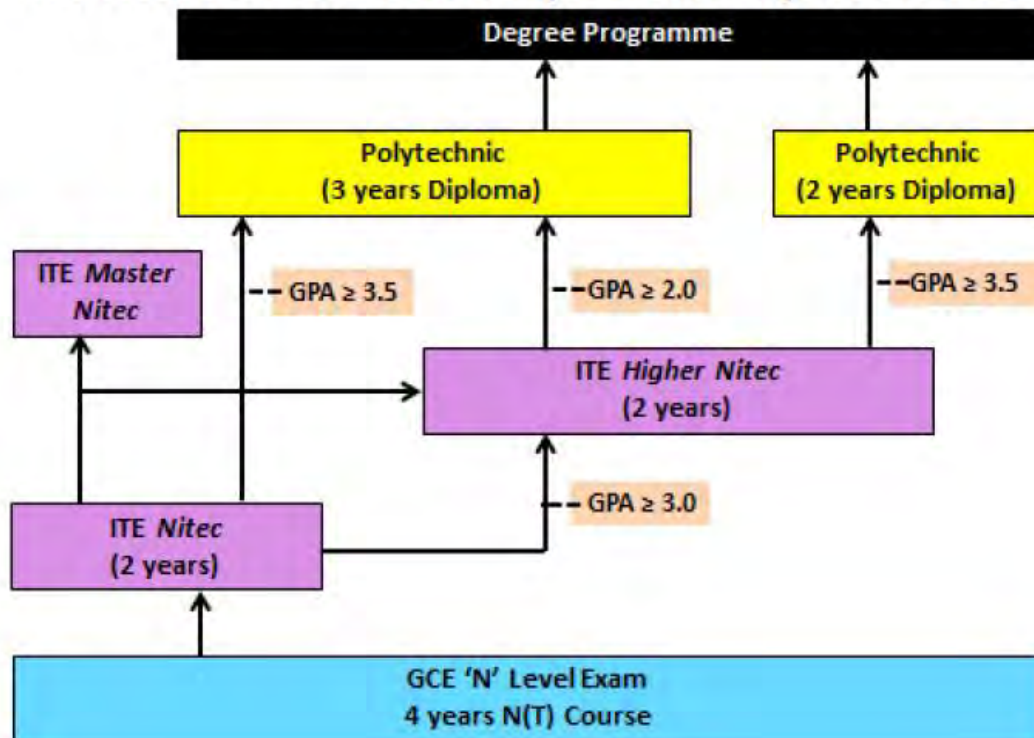 Degree Programme
Polytechnic
(3 years Diploma)
Polytechnic
(2 years Diploma)
ITE Master
Nitec
GPA ≥ 3.5
GPA ≥ 2.0
GPA ≥ 3.5
ITE Higher Nitec
(2 years)
GPA ≥ 3.0
ITE Nitec
(2 years)
GCE ‘N’ Level Exam
4 years N(T) Course